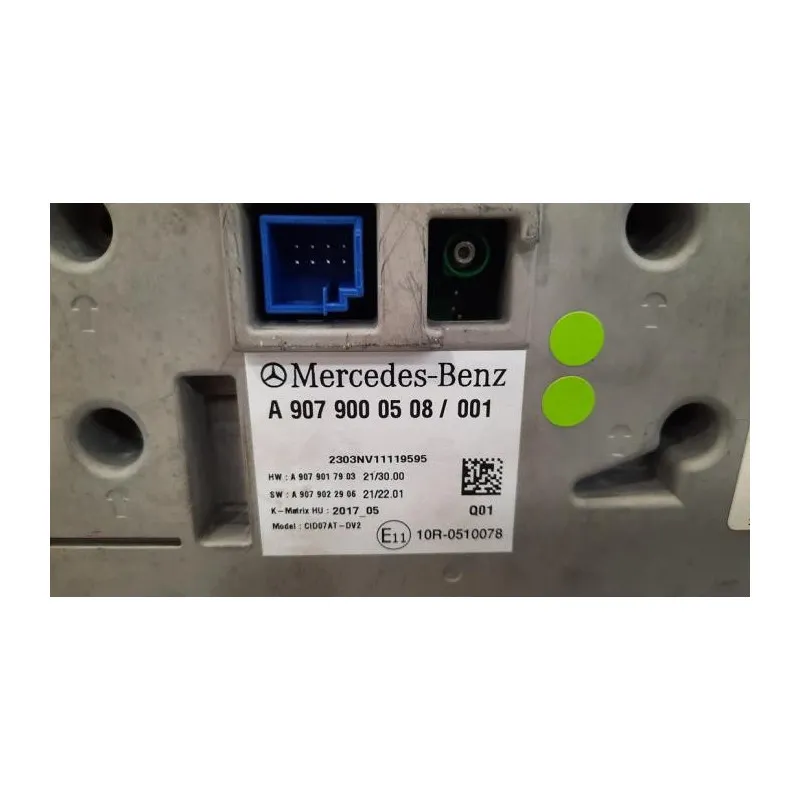 Mercedes-Benz
A 907 900 05 08 / 001
2303NV11119595
HW : A 907 901 79 03 21/30.00
SW : A 907 902 29 06 21/22.01
K-Matrix HU : 2017_05 Q01
Model : CID07AT-DV2
E11 10R-0510078